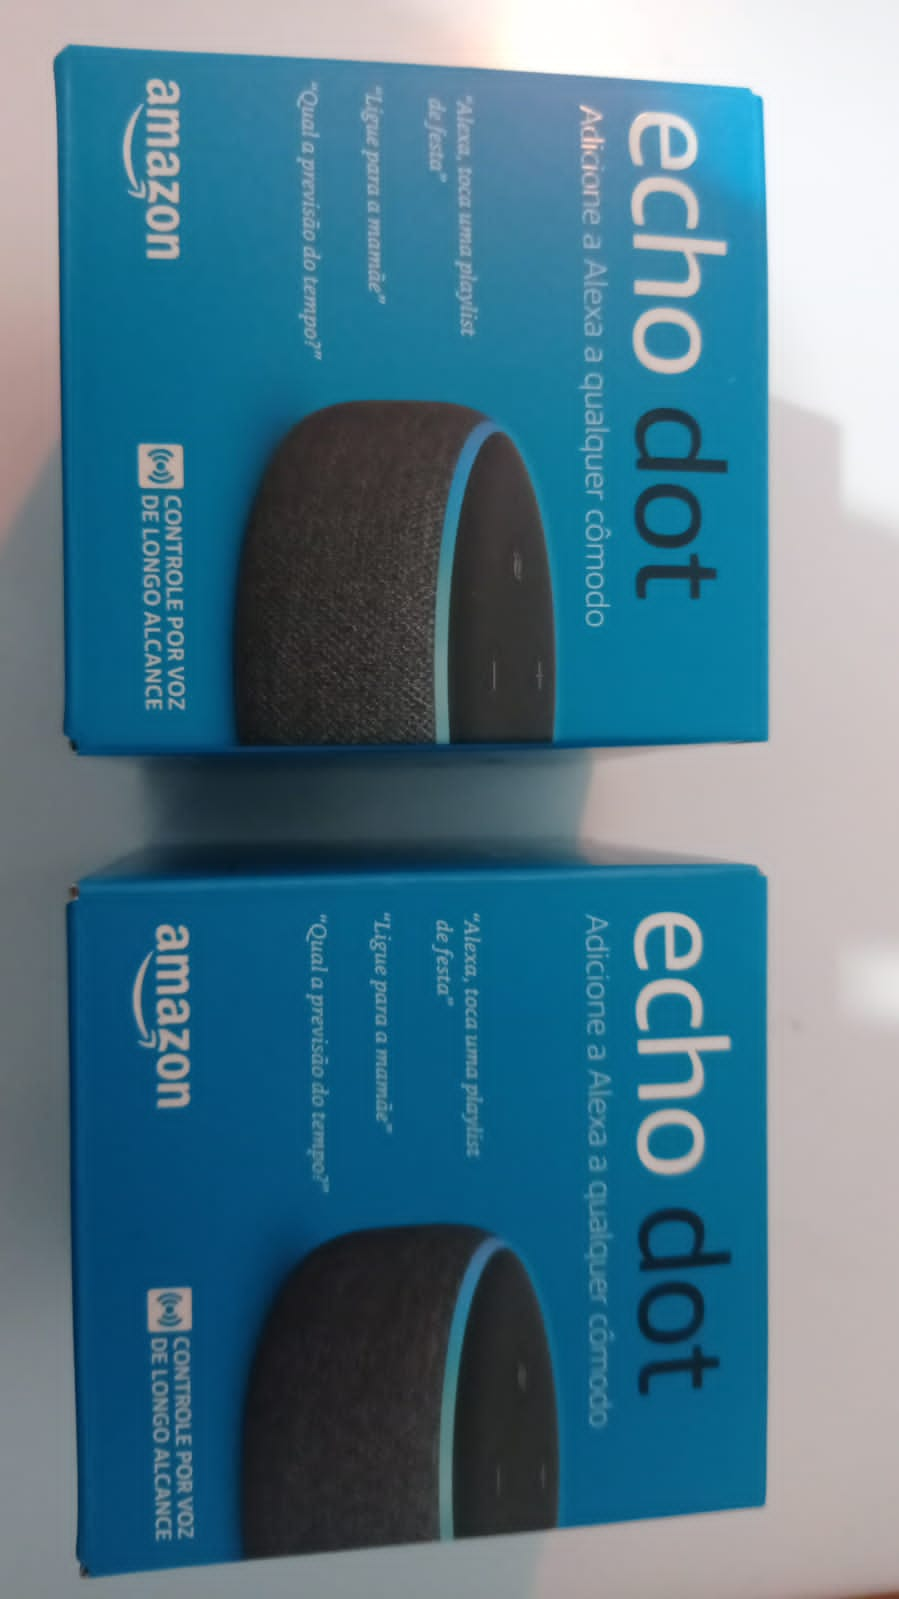 echo dot
Adicione a Alexa a qualquer cômodo
"Alexa, toca uma playlist
de festa"
"Ligue para a mamãe"
"Qual a previsão do tempo?"
amazon
CONTROLE POR VOZ
DE LONGO ALCANCE
echo dot
Adicione a Alexa a qualquer cômodo
"Alexa, toca uma playlist
de festa"
"Ligue para a mamãe"
"Qual a previsão do tempo?"
amazon
CONTROLE POR VOZ
DE LONGO ALCANCE